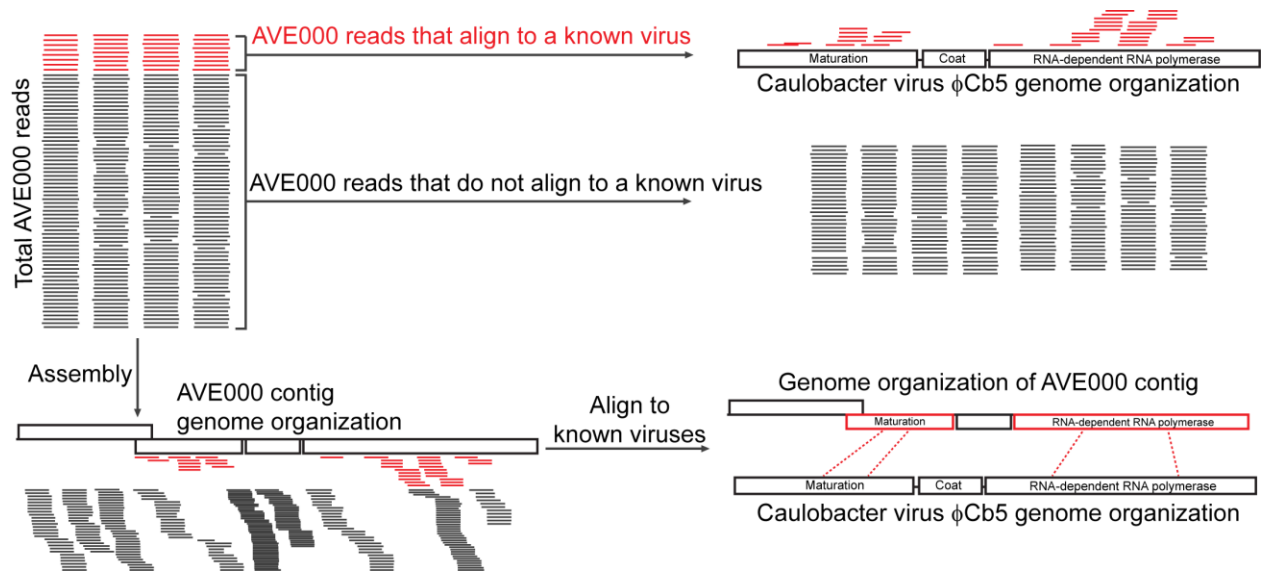 Total AVE000 reads
AVE000 reads that align to a known virus
Maturation
Coat
RNA-dependent RNA polymerase
Caulobacter virus ϕCb5 genome organization
AVE000 reads that do not align to a known virus
Assembly
AVE000 contig
genome organization
Align to
known viruses
Genome organization of AVE000 contig
Maturation
RNA-dependent RNA polymerase
Maturation
Coat
RNA-dependent RNA polymerase
Caulobacter virus ϕCb5 genome organization